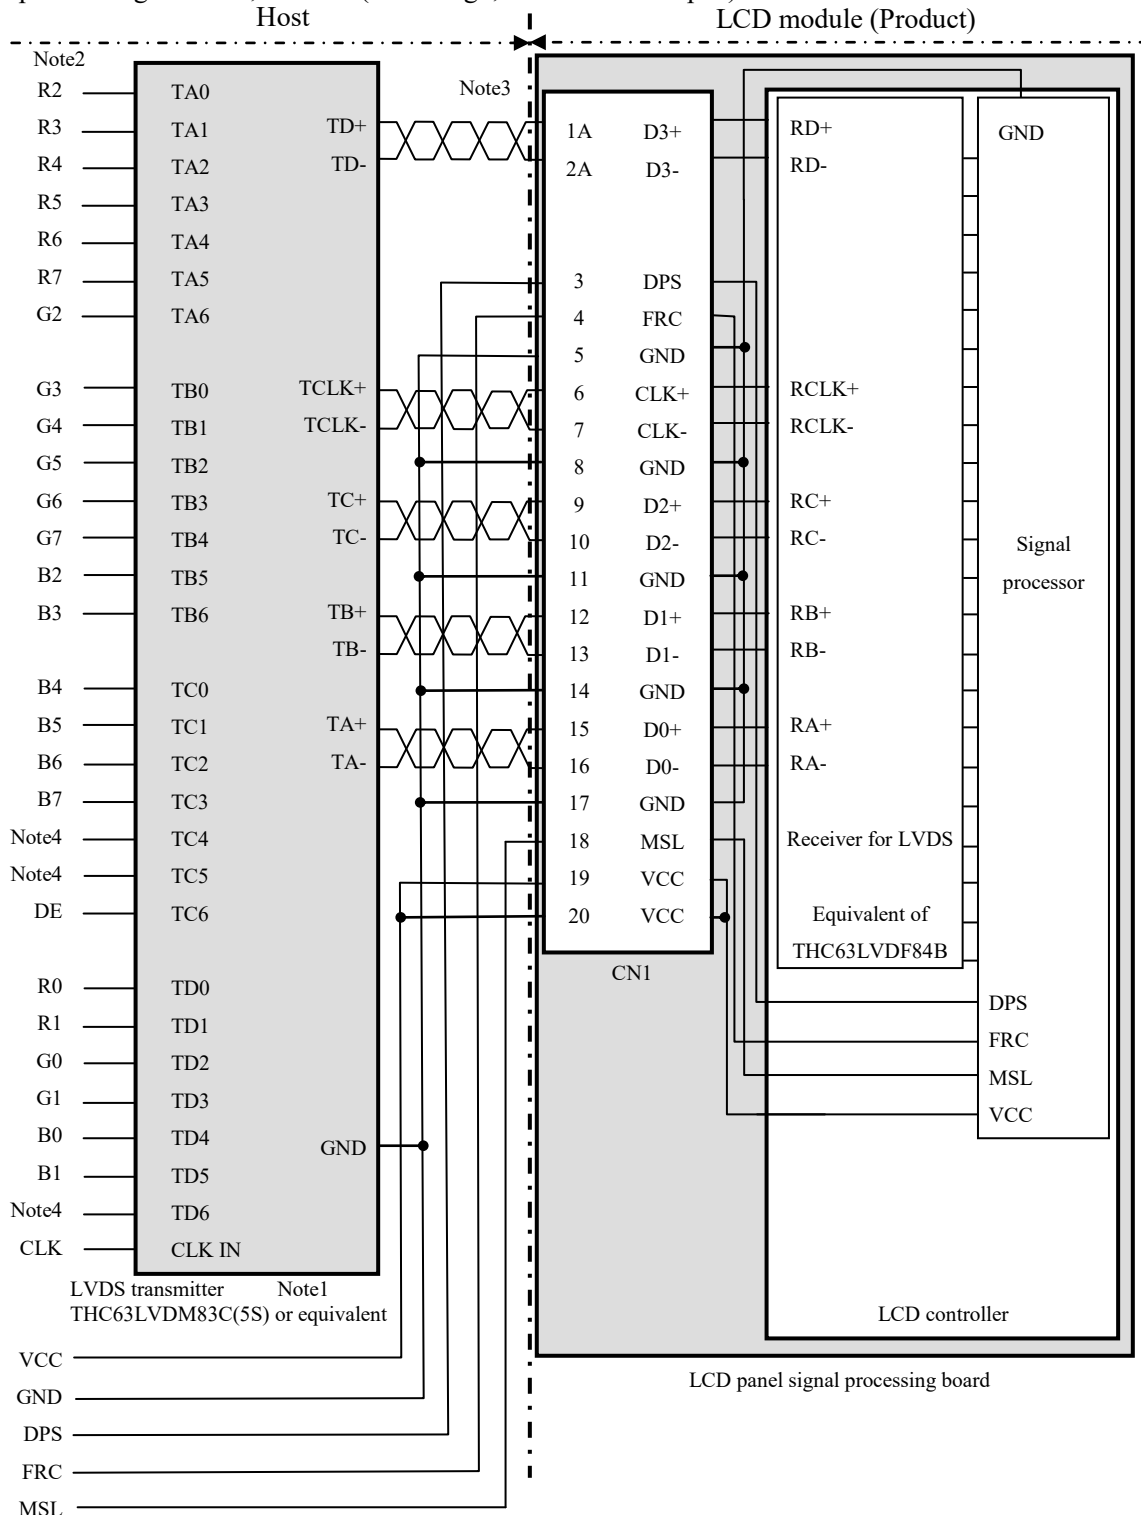 Host
LCD module (Product)
Note2
Note3
R2 TA0
R3 TA1 TD+ 1A D3+ RD+ GND
R4 TA2 TD- 2A D3- RD-
R5 TA3
R6 TA4
R7 TA5 3 DPS
G2 TA6 4 FRC
5 GND
G3 TB0 TCLK+ 6 CLK+ RCLK+
G4 TB1 TCLK- 7 CLK- RCLK-
G5 TB2 8 GND
G6 TB3 TC+ 9 D2+ RC+
G7 TB4 TC- 10 D2- RC- Signal
B2 TB5 11 GND processor
B3 TB6 TB+ 12 D1+ RB+
TB- 13 D1- RB-
B4 TC0 14 GND
B5 TC1 TA+ 15 D0+ RA+
B6 TC2 TA- 16 D0- RA-
B7 TC3 17 GND
Note4 TC4 18 MSL Receiver for LVDS
Note4 TC5 19 VCC
DE TC6 20 VCC Equivalent of
THC63LVDF84B
CN1
R0 TD0 DPS
R1 TD1 FRC
G0 TD2
G1 TD3 MSL
B0 TD4 GND VCC
B1 TD5
Note4 TD6
CLK CLK IN
LVDS transmitter Note1
THC63LVDM83C(5S) or equivalent
LCD controller
VCC
LCD panel signal processing board
GND
DPS
FRC
MSL